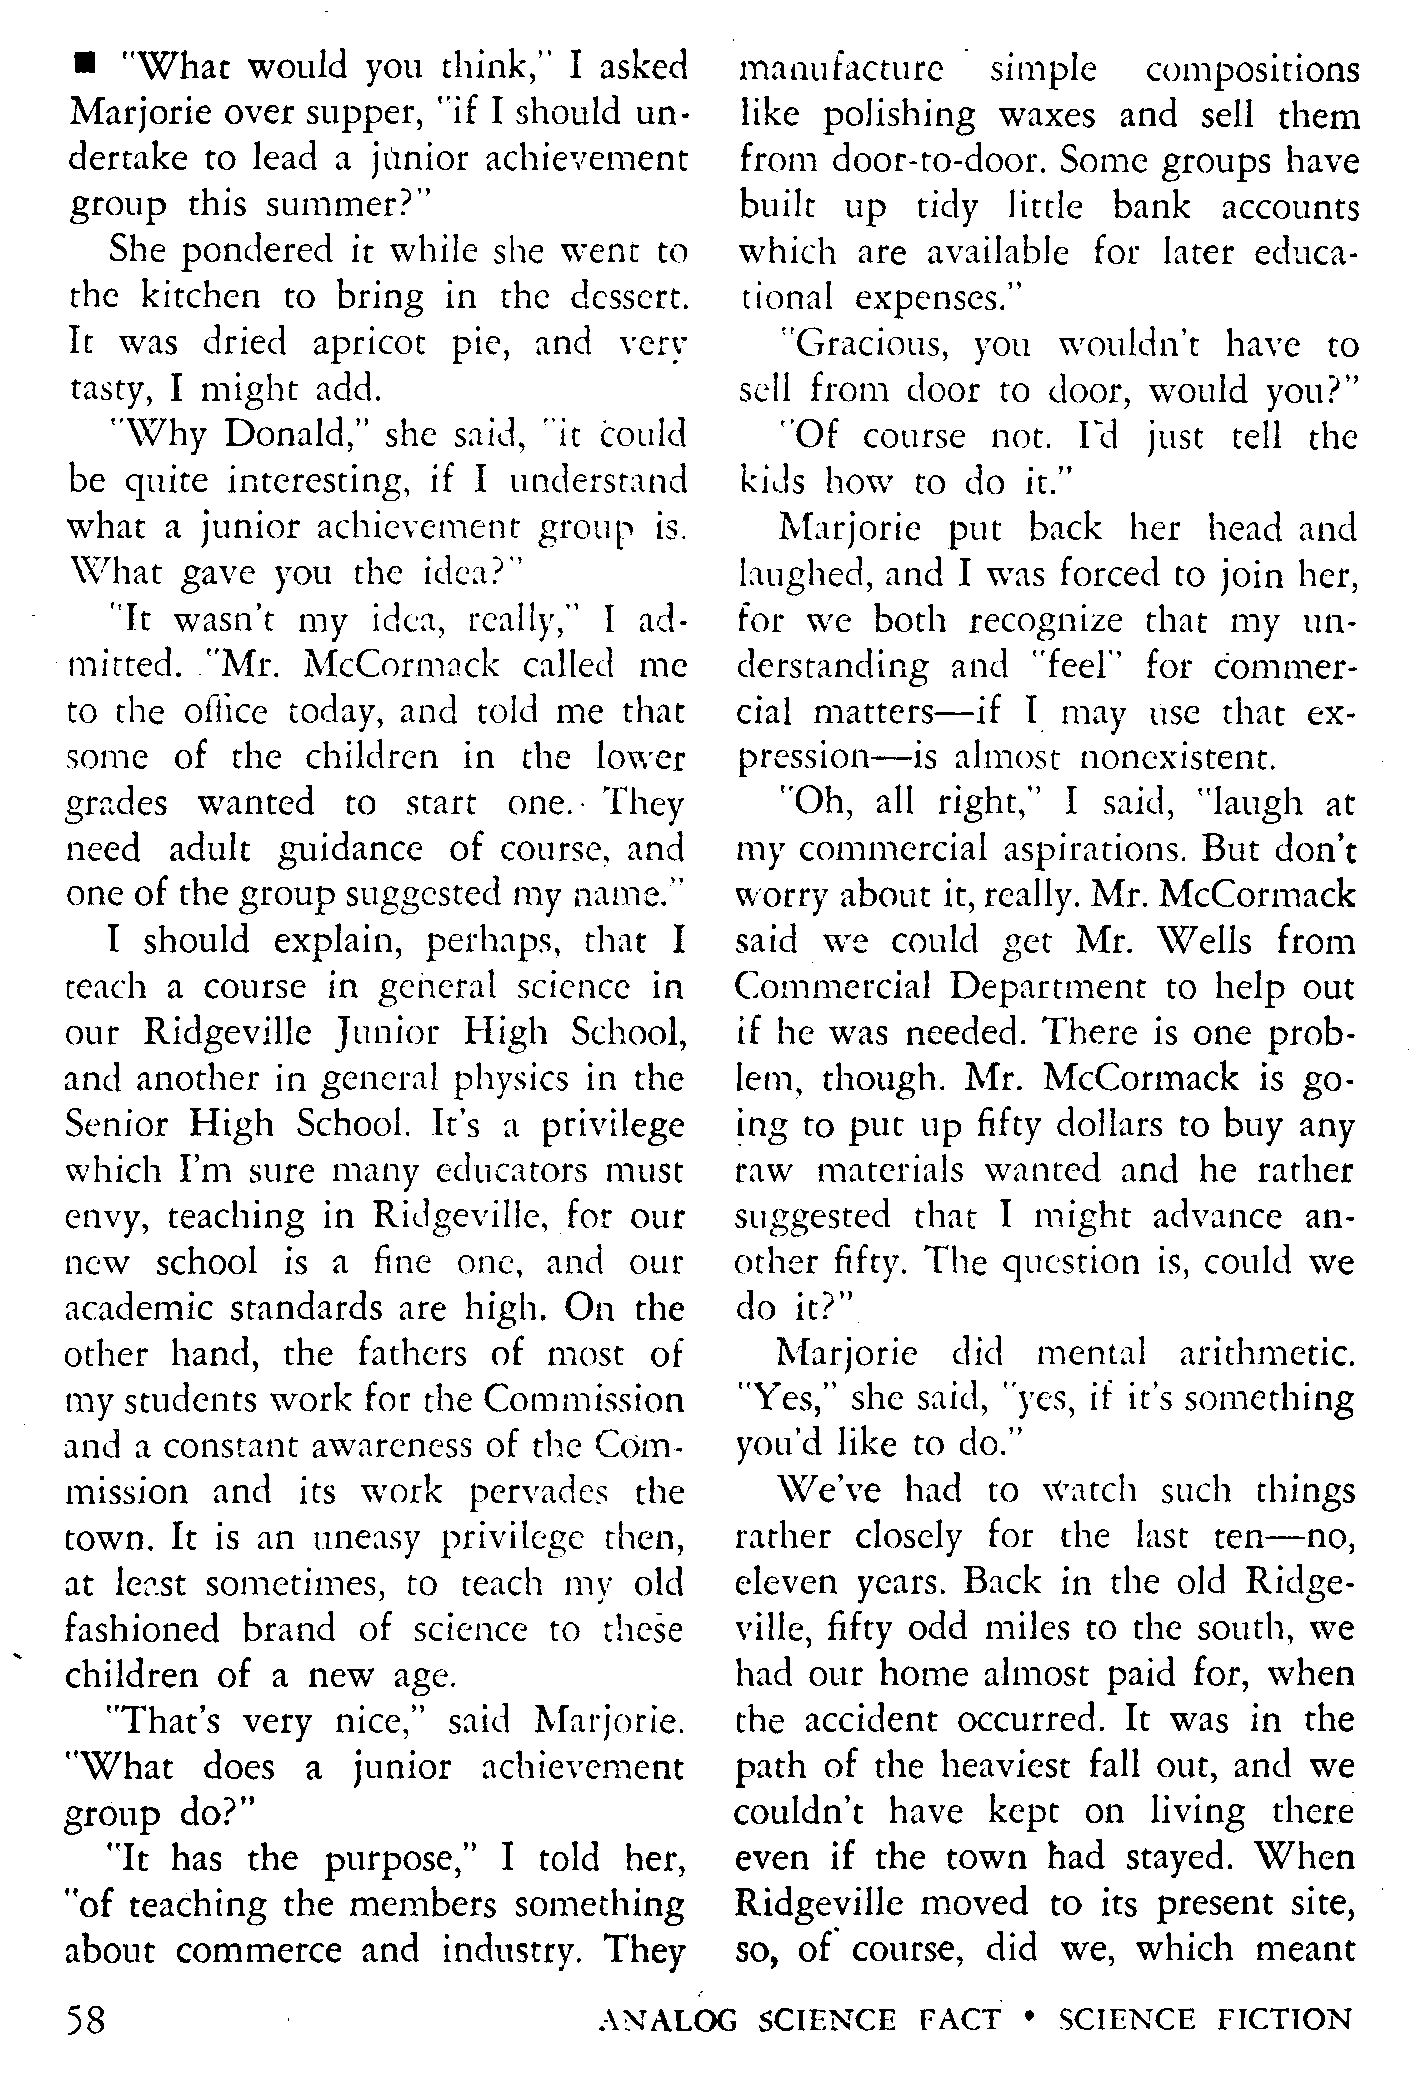 ■ "What would you think," I asked
Marjorie over supper, "if I should un-
dertake to lead a junior achievement
group this summer?"
She pondered it while she went to
the kitchen to bring in the dessert.
It was dried apricot pie, and very
tasty, I might add.
"Why Donald," she said, "it could
be quite interesting, if I understand
what a junior achievement group is.
What gave you the idea?"
"It wasn't my idea, really," I ad-
mitted. "Mr. McCormack called me
to the office today, and told me that
some of the children in the lower
grades wanted to start one. They
need adult guidance of course, and
one of the group suggested my name."
I should explain, perhaps, that I
teach a course in general science in
our Ridgeville Junior High School,
and another in general physics in the
Senior High School. It's a privilege
which I'm sure many educators must
envy, teaching in Ridgeville, for our
new school is a fine one, and our
academic standards are high. On the
other hand, the fathers of most of
my students work for the Commission
and a constant awareness of the Com-
mission and its work pervades the
town. It is an uneasy privilege then,
at least sometimes, to teach my old
fashioned brand of science to these
children of a new age.
"That's very nice," said Marjorie.
"What does a junior achievement
group do?"
"It has the purpose," I told her,
"of teaching the members something
about commerce and industry. They
manufacture simple compositions
like polishing waxes and sell them
from door-to-door. Some groups have
built up tidy little bank accounts
which are available for later educa-
tional expenses."
"Gracious, you wouldn't have to
sell from door to door, would you?"
"Of course not. I'd just tell the
kids how to do it."
Marjorie put back her head and
laughed, and I was forced to join her,
for we both recognize that my un-
derstanding and "feel" for commer-
cial matters—if I may use that ex-
pression—is almost nonexistent.
"Oh, all right," I said, "laugh at
my commercial aspirations. But don't
worry about it, really. Mr. McCormack
said we could get Mr. Wells from
Commercial Department to help out
if he was needed. There is one prob-
lem, though. Mr. McCormack is go-
ing to put up fifty dollars to buy any
raw materials wanted and he rather
suggested that I might advance an-
other fifty. The question is, could we
do it?"
Marjorie did mental arithmetic.
"Yes," she said, "yes, if it's something
you'd like to do."
We've had to watch such things
rather closely for the last ten—no,
eleven years. Back in the old Ridge-
ville, fifty odd miles to the south, we
had our home almost paid for, when
the accident occurred. It was in the
path of the heaviest fall out, and we
couldn't have kept on living there
even if the town had stayed. When
Ridgeville moved to its present site,
so, of course, did we, which meant
58
ANALOG SCIENCE FACT • SCIENCE FICTION